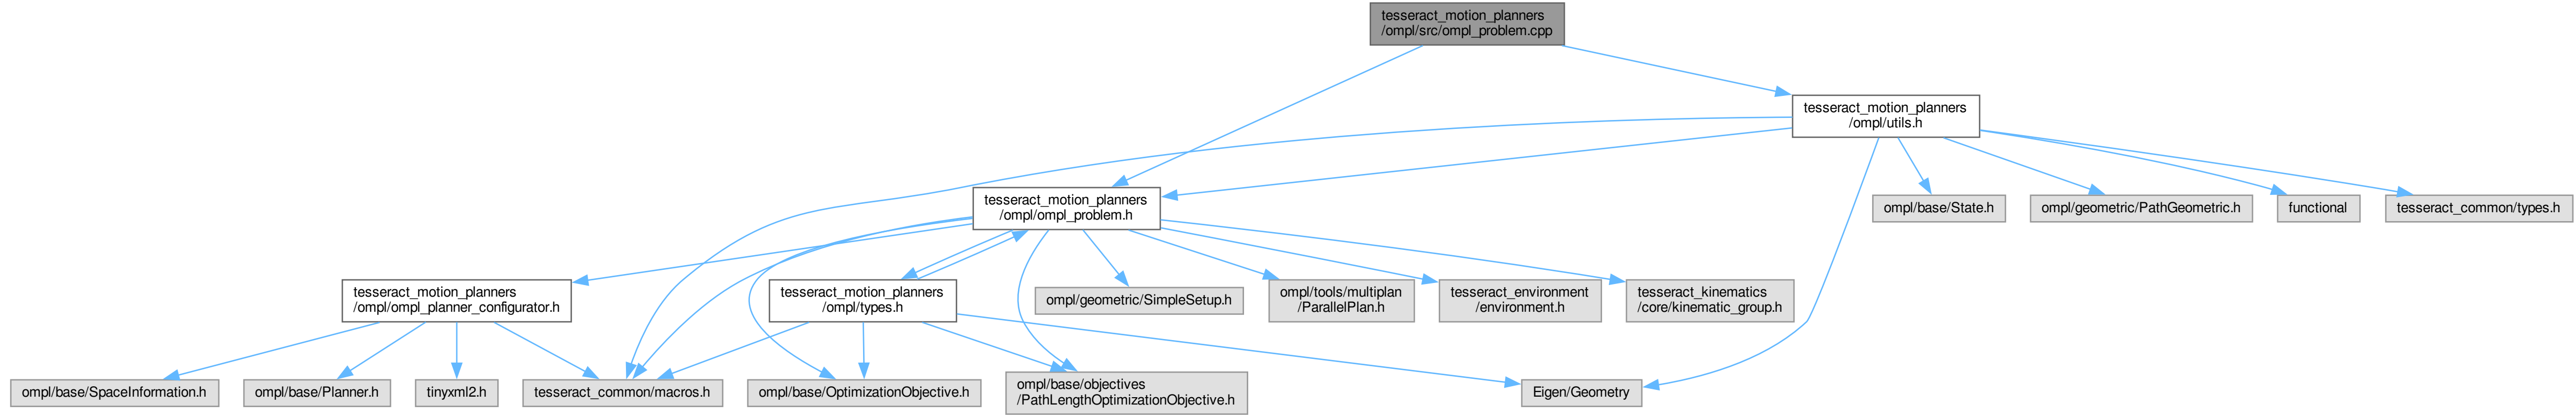 tesseract_motion_planners
/ompl/src/ompl_problem.cpp
tesseract_motion_planners
/ompl/utils.h
tesseract_motion_planners
/ompl/ompl_problem.h
ompl/base/State.h
ompl/geometric/PathGeometric.h
functional
tesseract_common/types.h
tesseract_motion_planners
/ompl/ompl_planner_configurator.h
tesseract_motion_planners
/ompl/types.h
ompl/geometric/SimpleSetup.h
ompl/tools/multiplan
/ParallelPlan.h
tesseract_environment
/environment.h
tesseract_kinematics
/core/kinematic_group.h
ompl/base/SpaceInformation.h
ompl/base/Planner.h
tinyxml2.h
tesseract_common/macros.h
ompl/base/OptimizationObjective.h
ompl/base/objectives
/PathLengthOptimizationObjective.h
Eigen/Geometry